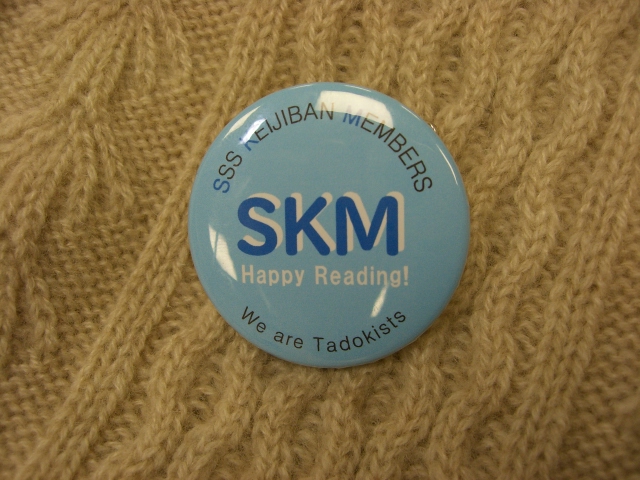 SSS KEIJIBAN MEMBERS
SKM
Happy Reading!
We are Tadokists